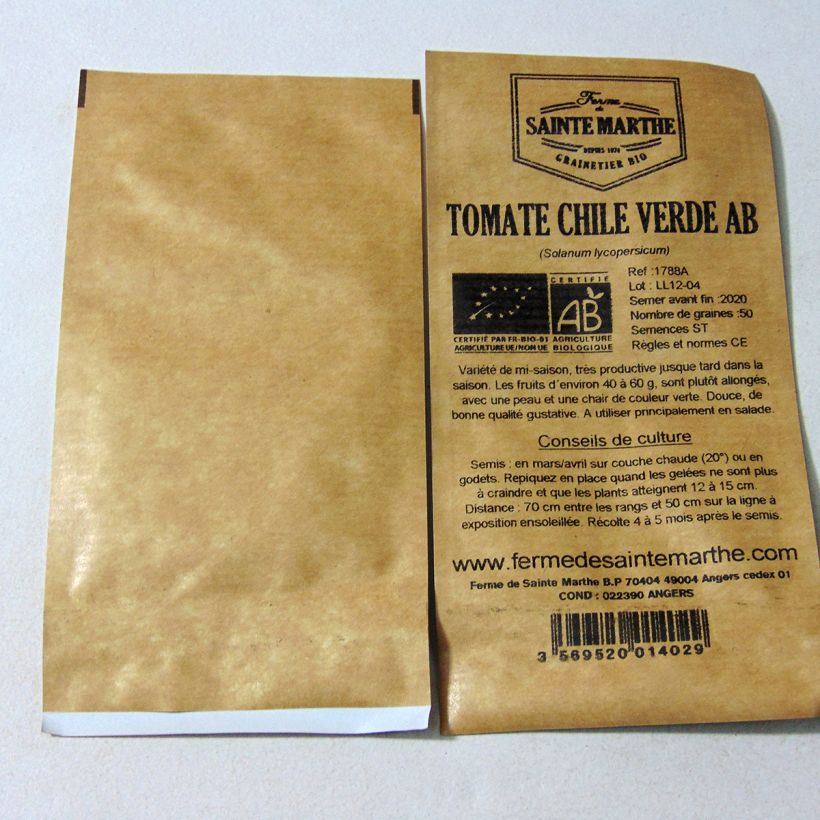 Ferme
de
SAINTE MARTHE
DEPUIS 1974
GRAINETIER BIO
TOMATE CHILE VERDE AB
(Solanum lycopersicum)
CERTIFIÉ
AB
CERTIFIÉ PAR FR-BIO-01
AGRICULTURE UE/NON UE
AGRICULTURE
BIOLOGIQUE
Ref :1788A
Lot : LL12-04
Semer avant fin :2020
Nombre de graines :50
Semences ST
Règles et normes CE
Variété de mi-saison, très productive jusque tard dans la
saison. Les fruits d´environ 40 à 60 g, sont plutôt allongés,
avec une peau et une chair de couleur verte. Douce, de
bonne qualité gustative. A utiliser principalement en salade.
Conseils de culture
Semis : en mars/avril sur couche chaude (20°) ou en
godets. Repiquez en place quand les gelées ne sont plus
à craindre et que les plants atteignent 12 à 15 cm.
Distance : 70 cm entre les rangs et 50 cm sur la ligne à
exposition ensoleillée. Récolte 4 à 5 mois après le semis.
www.fermedesaintemarthe.com
Ferme de Sainte Marthe B.P 70404 49004 Angers cedex 01
COND : 022390 ANGERS
3 569520 014029